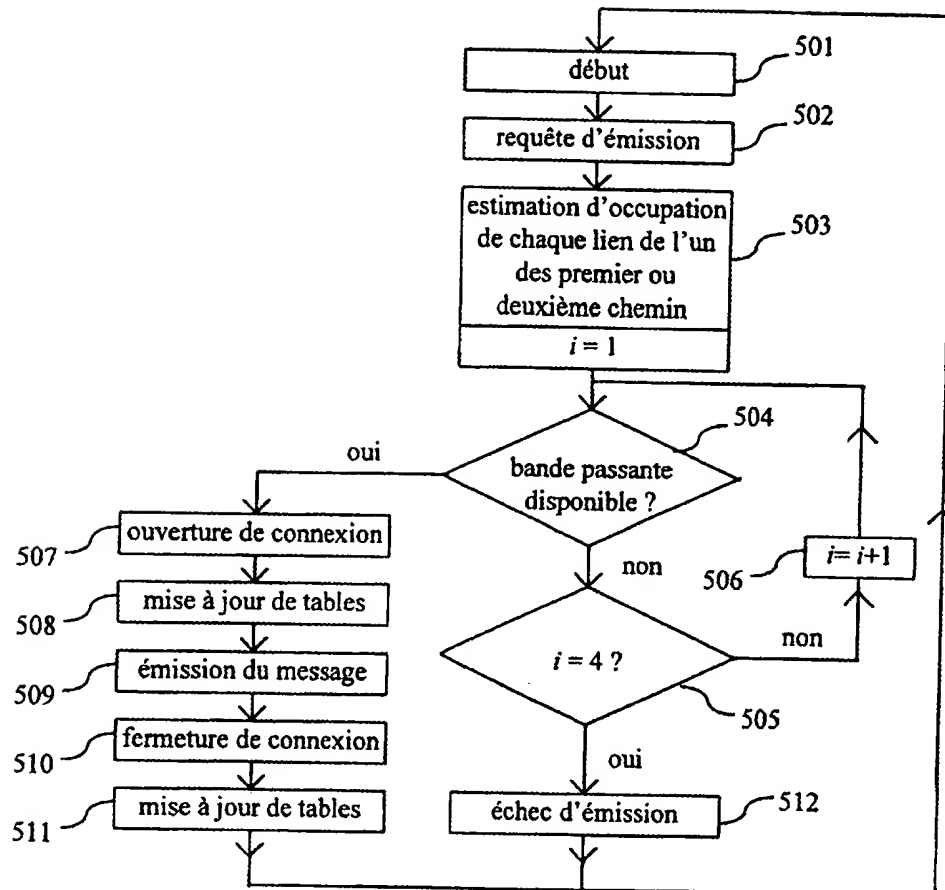 501
début
502
requête d'émission
503
estimation d'occupation
de chaque lien de l'un
des premier ou
deuxième chemin
i = 1
504
oui
bande passante
disponible ?
507
ouverture de connexion
506
i= i+1
non
508
mise à jour de tables
non
i = 4 ?
509
émission du message
505
510
fermeture de connexion
oui
511
mise à jour de tables
échec d'émission
512